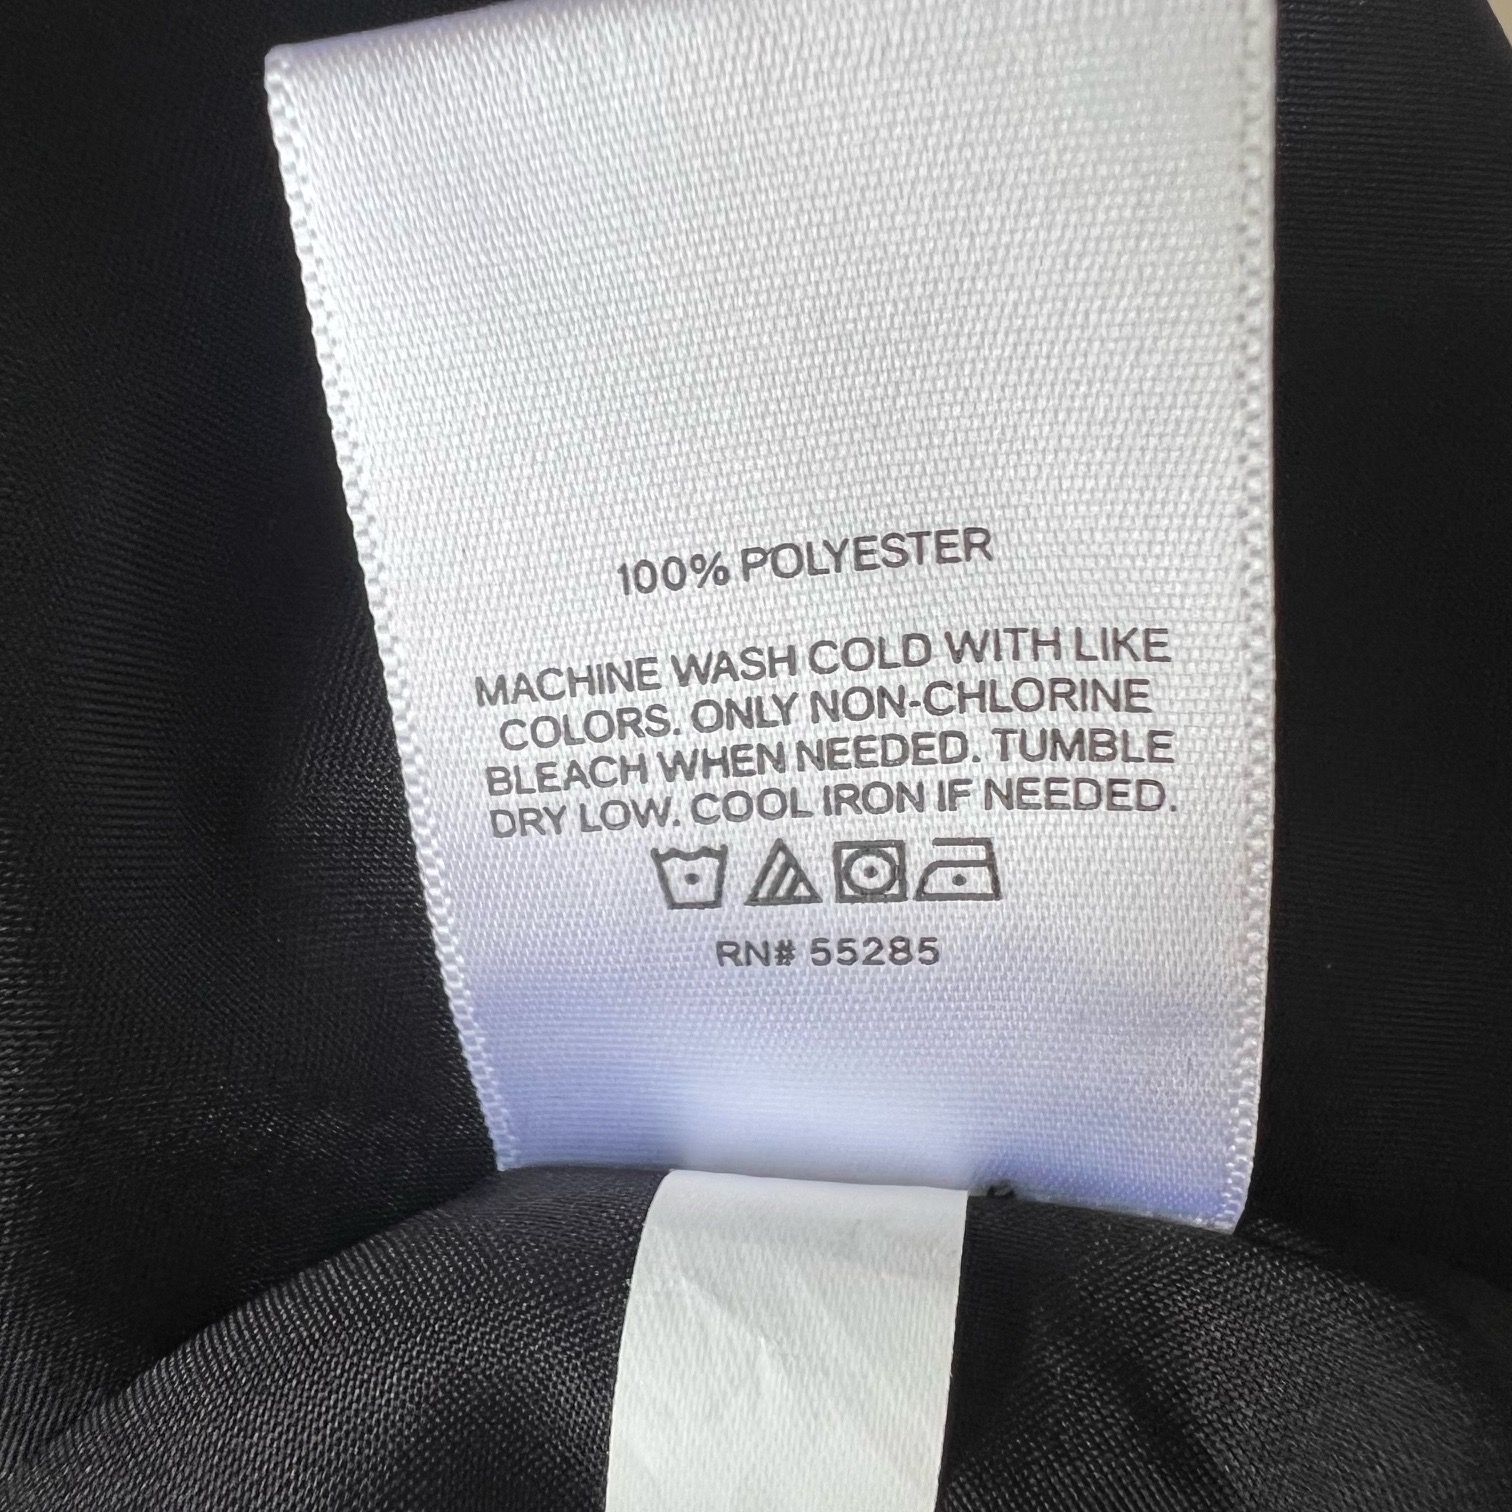 100% POLYESTER
MACHINE WASH COLD WITH LIKE
COLORS. ONLY NON-CHLORINE
BLEACH WHEN NEEDED. TUMBLE
DRY LOW. COOL IRON IF NEEDED.
RN# 55285